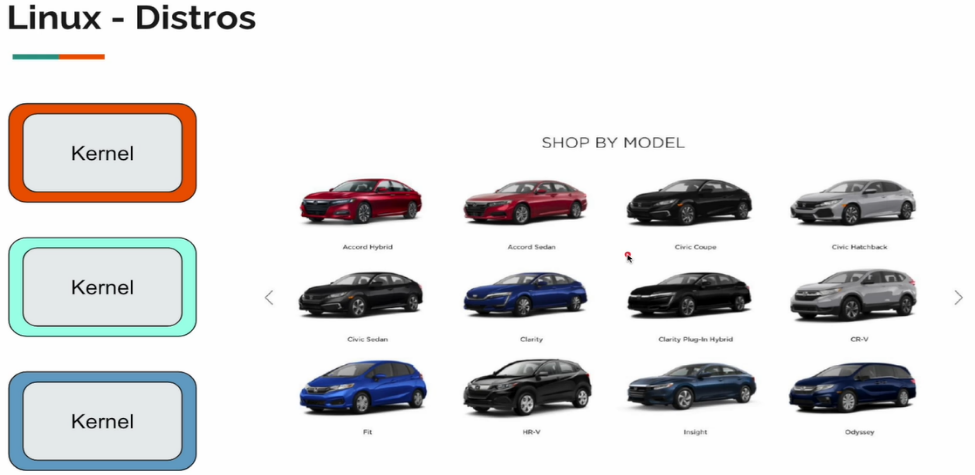 Linux - Distros
Kernel
Kernel
Kernel
SHOP BY MODEL
Accord Hybrid
Accord Sedan
Civic Coupe
Civic Hatchback
Civic Sedan
Clarity
Clarity Plug-In Hybrid
CR-V
Fit
HR-V
Insight
Odyssey